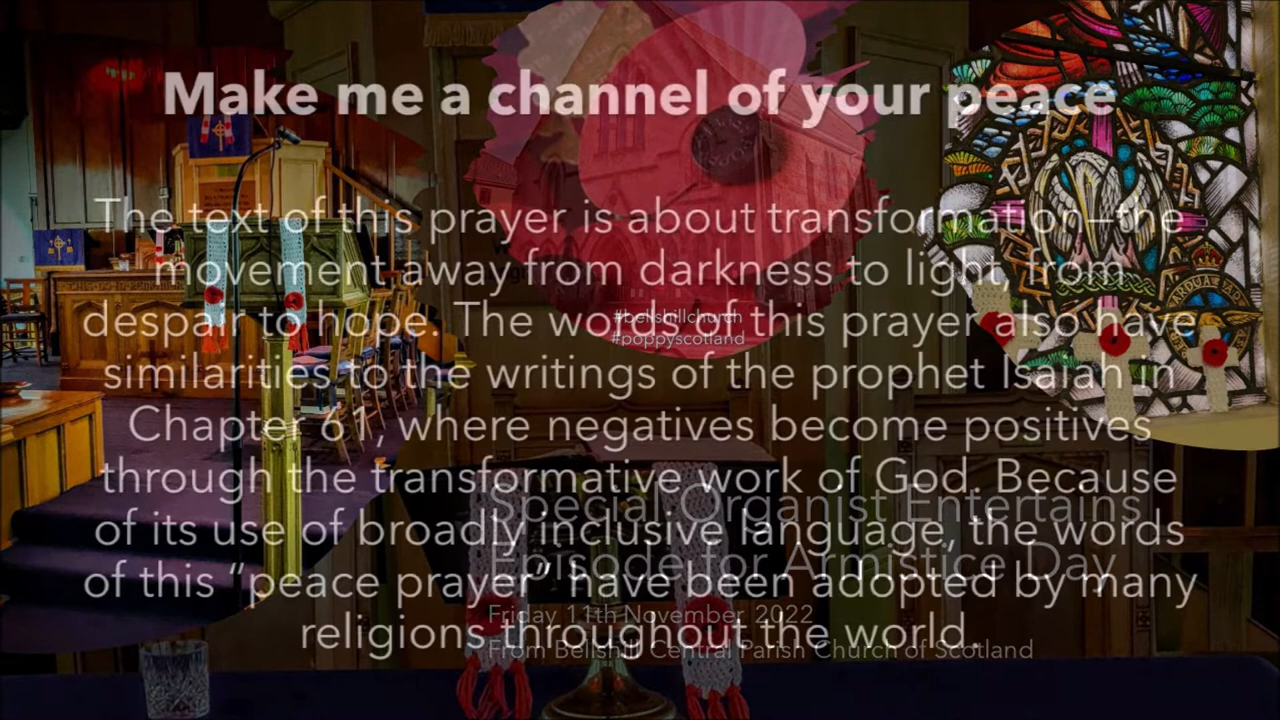 Make me a channel of your peace
The text of this prayer is about transformation—the
movement away from darkness to light, from
despair to hope. The words of this prayer also have
#bellshillchurch
#poppyscotland
similarities to the writings of the prophet Isaiah in
Chapter 61, where negatives become positives
through the transformative work of God. Because
Special Organist Entertains
of its use of broadly inclusive language, the words
Episode for Armistice Day
of this “peace prayer” have been adopted by many
Friday 11th November 2022
religions throughout the world.
From Bellshill Central Parish Church of Scotland